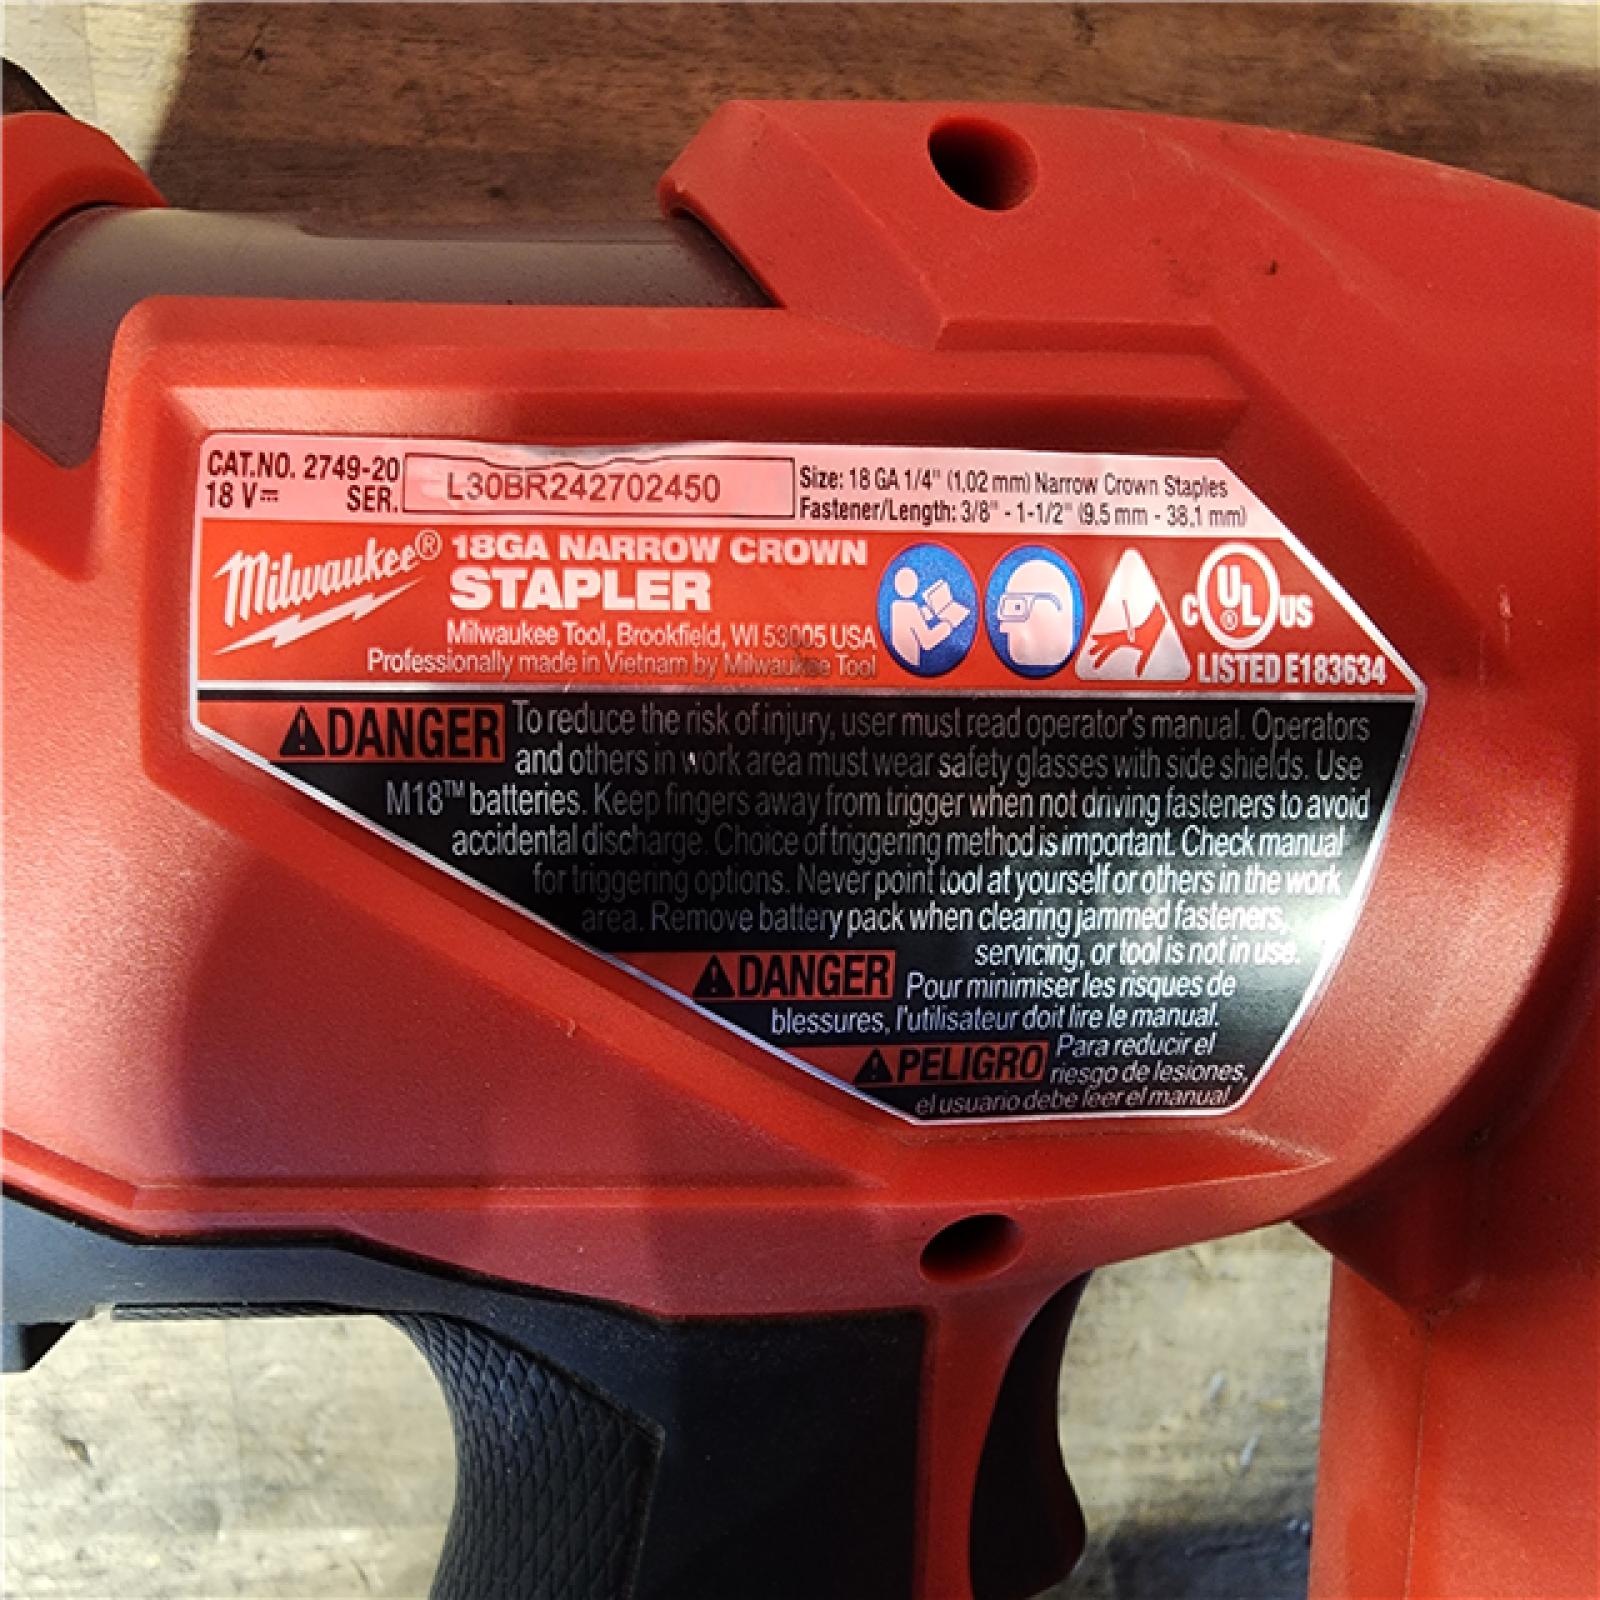 CAT.NO. 2749-20
18 V⎓ SER. L30BR242702450
Size: 18 GA 1/4" (1,02 mm) Narrow Crown Staples
Fastener/Length: 3/8" - 1-1/2" (9,5 mm - 38,1 mm)
Milwaukee® 18GA NARROW CROWN
STAPLER
Milwaukee Tool, Brookfield, WI 53005 USA
Professionally made in Vietnam by Milwaukee Tool
C UL® US
LISTED E183634
⚠DANGER To reduce the risk of injury, user must read operator's manual. Operators
and others in work area must wear safety glasses with side shields. Use
M18™ batteries. Keep fingers away from trigger when not driving fasteners to avoid
accidental discharge. Choice of triggering method is important. Check manual
for triggering options. Never point tool at yourself or others in the work
area. Remove battery pack when clearing jammed fasteners,
servicing, or tool is not in use.
⚠DANGER Pour minimiser les risques de
blessures, l'utilisateur doit lire le manual.
⚠PELIGRO Para reducir el
riesgo de lesiones,
el usuario debe leer el manual